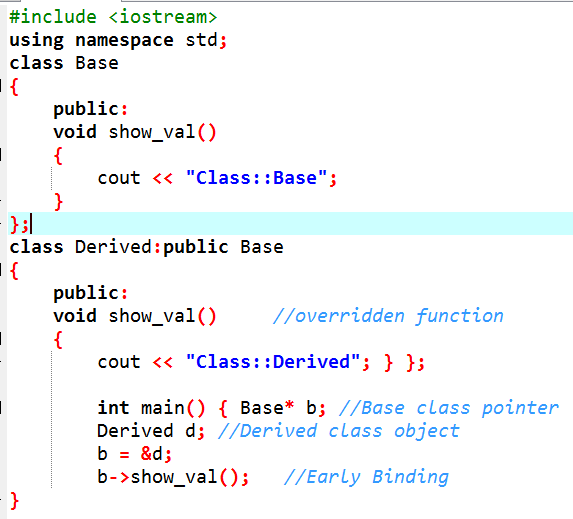 #include <iostream>
using namespace std;
class Base
{
    public:
    void show_val()
    {
        cout << "Class::Base";
    }
};
class Derived:public Base
{
    public:
    void show_val()     //overridden function
    {
        cout << "Class::Derived"; } };
        int main() { Base* b; //Base class pointer
        Derived d; //Derived class object
        b = &d;
        b->show_val();   //Early Binding
}